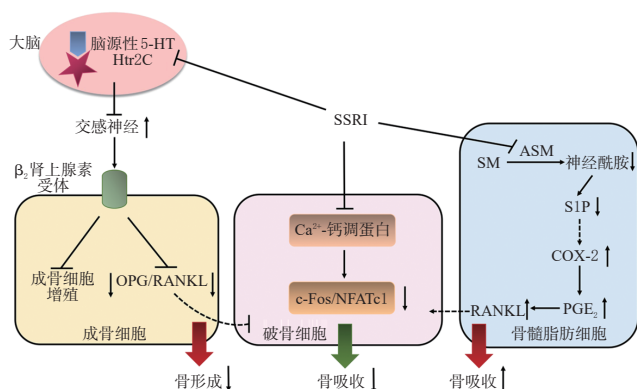 大脑
脑源性5-HT
Htr2C
交感神经
SSRI
β₂肾上腺素
受体
SM
ASM
神经酰胺
S1P
COX-2
PGE₂
RANKL
骨髓脂肪细胞
Ca²⁺-钙调蛋白
c-Fos/NFATc1
破骨细胞
成骨细胞
增殖
OPG/RANKL
成骨细胞
骨形成
骨吸收
骨吸收